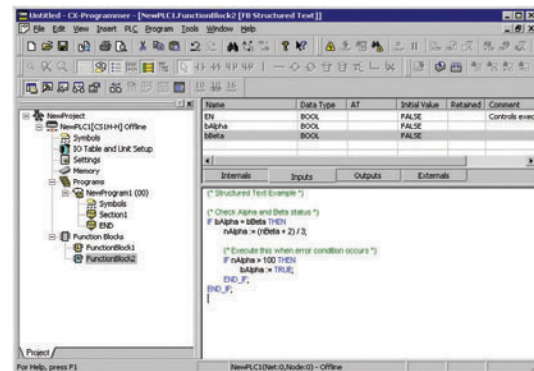 Untitled - CX-Programmer - [NewPLC1.FunctionBlock2 [FB Structured Text]]
File Edit View Insert PLC Program Tools Window Help
NewProject
NewPLC1[CS1H-H] Offline
Symbols
IO Table and Unit Setup
Settings
Memory
Programs
NewProgram1 (00)
Symbols
Section1
END
Function Blocks
FunctionBlock1
FunctionBlock2
Project
Name Data Type AT Initial Value Retained Comment
EN BOOL FALSE Controls exec
bAlpha BOOL FALSE
bBeta BOOL FALSE
Internals Inputs Outputs Externals
(* Structured Text Example *)
(* Check Alpha and Beta status *)
IF bAlpha = bBeta THEN
nAlpha := (nBeta + 2) / 3;
(* Execute this when error condition occurs *)
IF nAlpha > 100 THEN
bAlpha := TRUE;
END_IF;
END_IF;
For Help, press F1 NewPLC1(Net:0,Node:0) - Offline